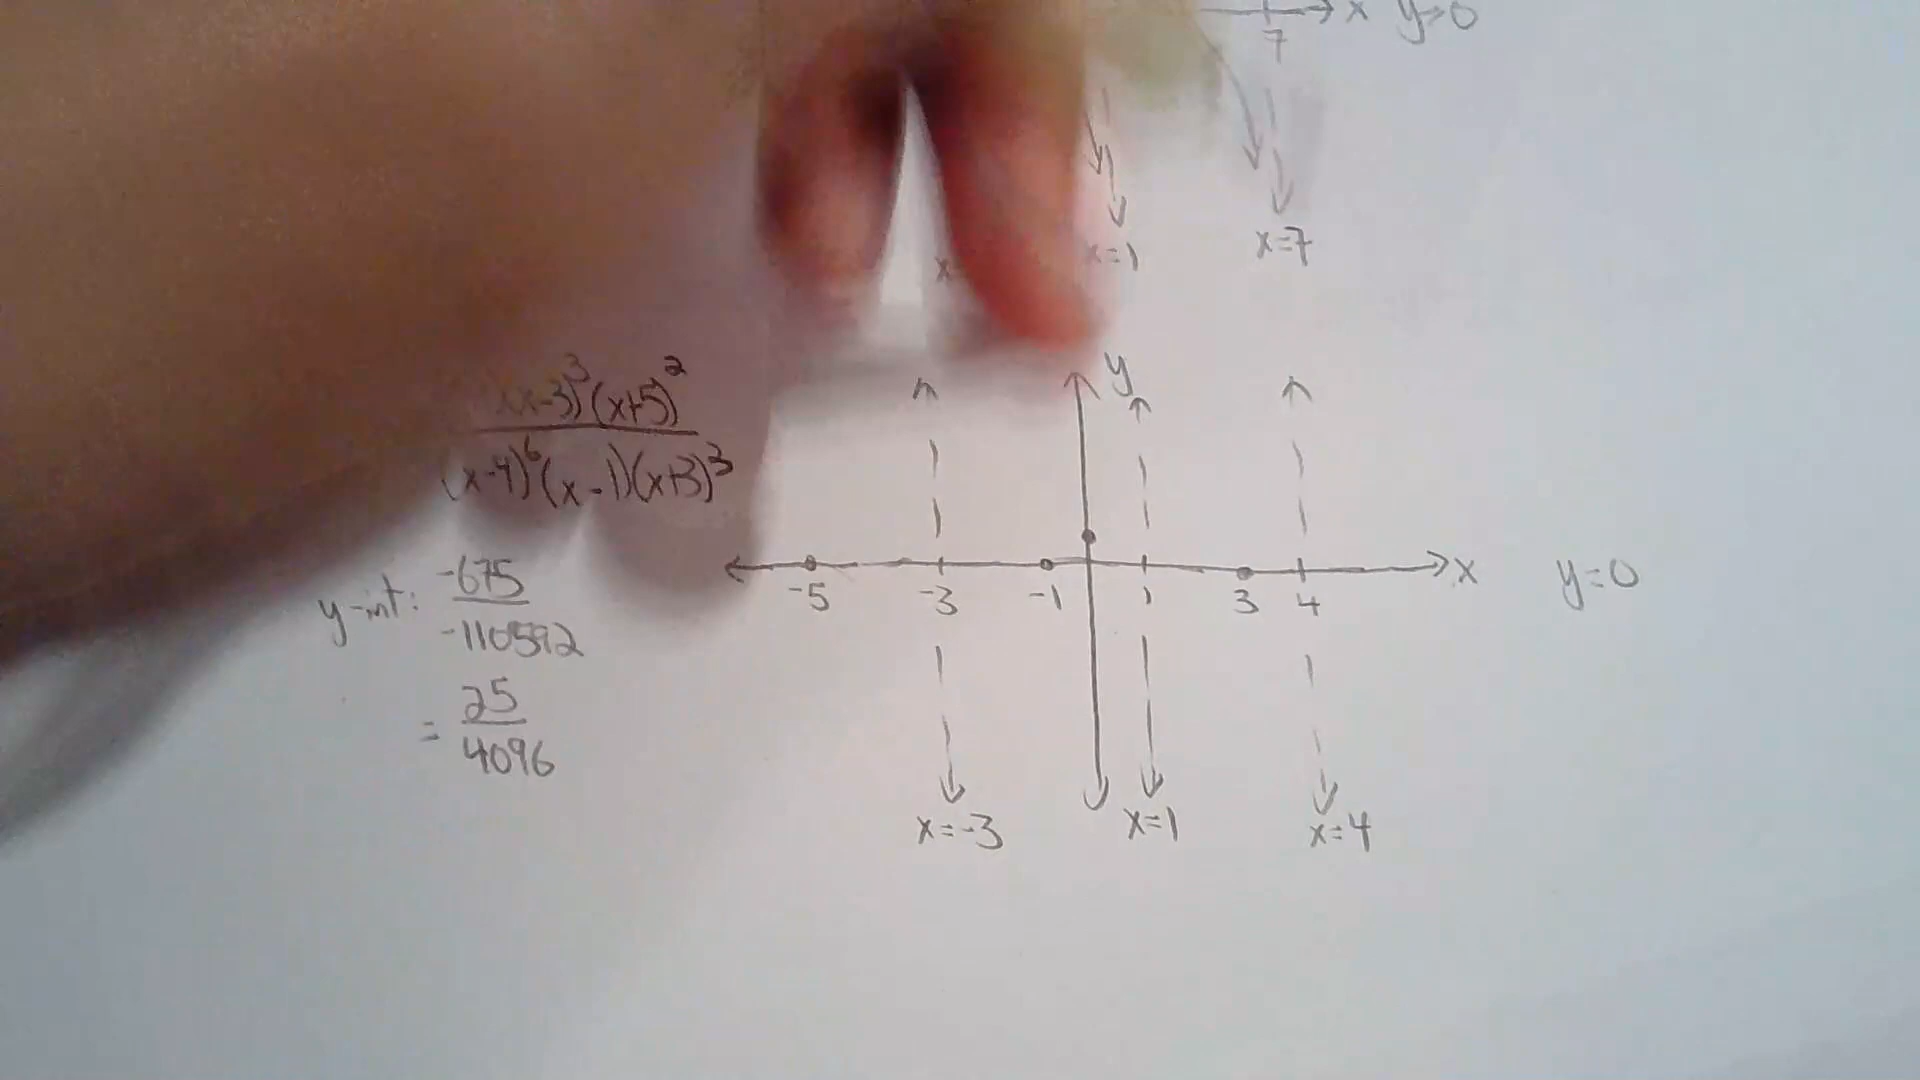 x y=0
7
x=1 x=7
x-3)³(x+5)²
(x-4)⁶(x-1)(x+3)³
y-int: -675
-110592
= 25
4096
y
x y=0
-5 -3 -1 1 3 4
x=-3 x=1 x=4